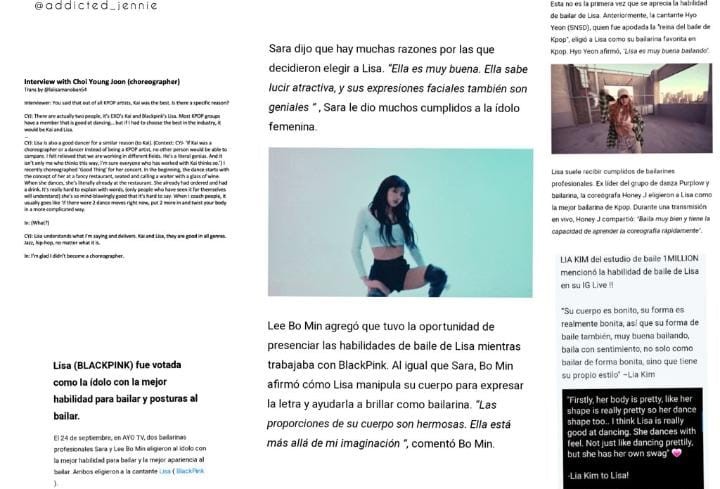 @addicted_jennie
Interview with Choi Young Joon (choreographer)
Trans by @lalisamanoban54
Interviewer: You said that out of all KPOP artists, Kai was the best. Is there a specific reason?
CYJ: There are actually two people, it's EXO's Kai and Blackpink's Lisa. Most KPOP groups
have a member that is good at dancing... but if I had to choose the best in the industry, it
would be Kai and Lisa.
...
CYJ: Lisa is also a good dancer for a similar reason (to Kai). (Context: CYJ- 'If Kai was a
choreographer or a dancer instead of being a KPOP artist, no other person would be able to
compare. I felt relieved that we are working in different fields. He's a literal genius. And it
isn't only me who thinks this way, I'm sure everyone who has worked with Kai thinks so.') I
recently choreographed 'Good Thing' for her concert. In the beginning, the dance starts with
the concept of her at a fancy restaurant, seated and calling a waiter with a glass of wine.
When she dances, she's literally at the restaurant. She already had ordered and had
a drink. It's really hard to explain with words, (only people who have seen it for themselves
will understand) she's so mind-blowingly good that it's hard to say. When I coach people, it
usually goes like 'If there were 2 dance moves right now, put 2 more in and twist your body
in a more complicated way.
In: (What?)
CYJ: Lisa understands what I'm saying and delivers. Kai and Lisa, they are good in all genres.
Jazz, hip-hop, no matter what it is.
In: I'm glad I didn't become a choreographer.
Lisa (BLACKPINK) fue votada
como la ídolo con la mejor
habilidad para bailar y posturas al
bailar.
El 24 de septiembre, en AYO TV, dos bailarinas
profesionales Sara y Lee Bo Min eligieron al ídolo con
la mejor habilidad para bailar y la mejor apariencia al
bailar. Ambos eligieron a la cantante Lisa ( BlackPink
).
Sara dijo que hay muchas razones por las que
decidieron elegir a Lisa. "Ella es muy buena. Ella sabe
lucir atractiva, y sus expresiones faciales también son
geniales " , Sara le dio muchos cumplidos a la ídolo
femenina.
Lee Bo Min agregó que tuvo la oportunidad de
presenciar las habilidades de baile de Lisa mientras
trabajaba con BlackPink. Al igual que Sara, Bo Min
afirmó cómo Lisa manipula su cuerpo para expresar
la letra y ayudarla a brillar como bailarina. "Las
proporciones de su cuerpo son hermosas. Ella está
más allá de mi imaginación ", comentó Bo Min.
Esta no es la primera vez que se aprecia la habilidad
de bailar de Lisa. Anteriormente, la cantante Hyo
Yeon (SNSD), quien fue apodada la "reina del baile de
Kpop", eligió a Lisa como su bailarina favorita en
Kpop. Hyo Yeon afirmó, "Lisa es muy buena bailando".
Lisa suele recibir cumplidos de bailarines
profesionales. Ex líder del grupo de danza Purplow y
bailarina, la coreógrafa Honey J eligieron a Lisa como
la mejor bailarina de Kpop. Durante una transmisión
en vivo, Honey J compartió: "Baila muy bien y tiene la
capacidad de aprender la coreografía rápidamente".
LIA KIM del estudio de baile 1MILLION
mencionó la habilidad de baile de Lisa
en su IG Live !!
"Su cuerpo es bonito, su forma es
realmente bonita, así que su forma de
baile también, muy buena bailando,
baila con sentimiento, no solo como
bailar de forma bonita, sino que tiene
su propio estilo" ~Lia Kim
"Firstly, her body is pretty, like her
shape is really pretty so her dance
shape too.. I think Lisa is really
good at dancing. She dances with
feel. Not just like dancing prettily,
but she has her own swag" 💗
-Lia Kim to Lisa!